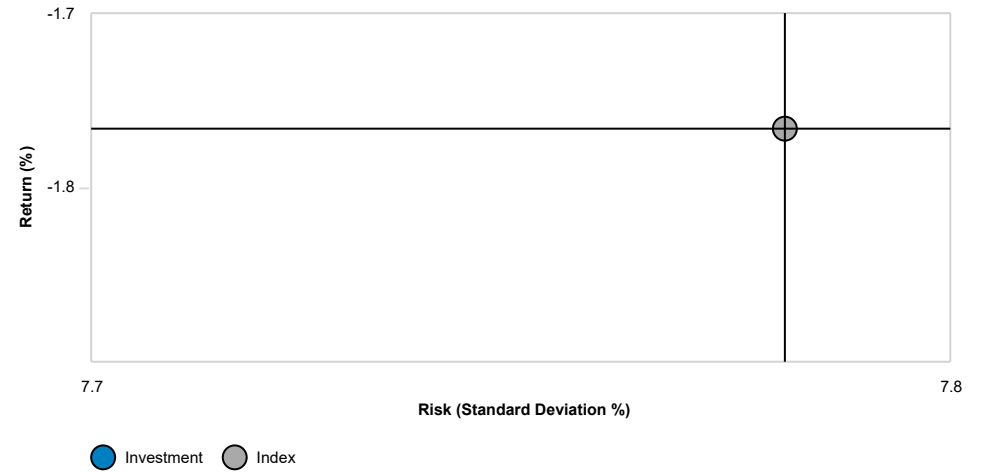 -1.7
Return (%)
-1.8
7.7
7.8
Risk (Standard Deviation %)
Investment
Index